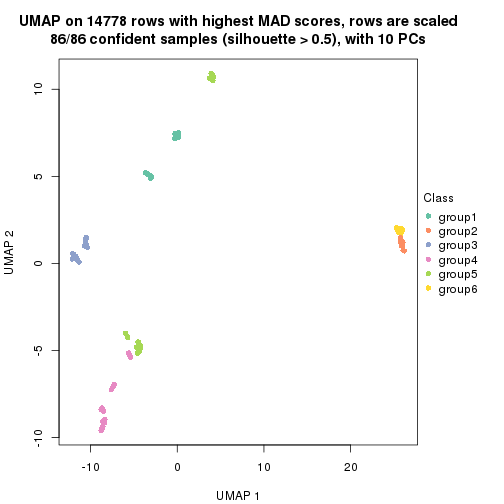 UMAP on 14778 rows with highest MAD scores, rows are scaled
86/86 confident samples (silhouette > 0.5), with 10 PCs
10
5
0
-5
-10
UMAP 2
-10
0
10
20
UMAP 1
Class
group1
group2
group3
group4
group5
group6